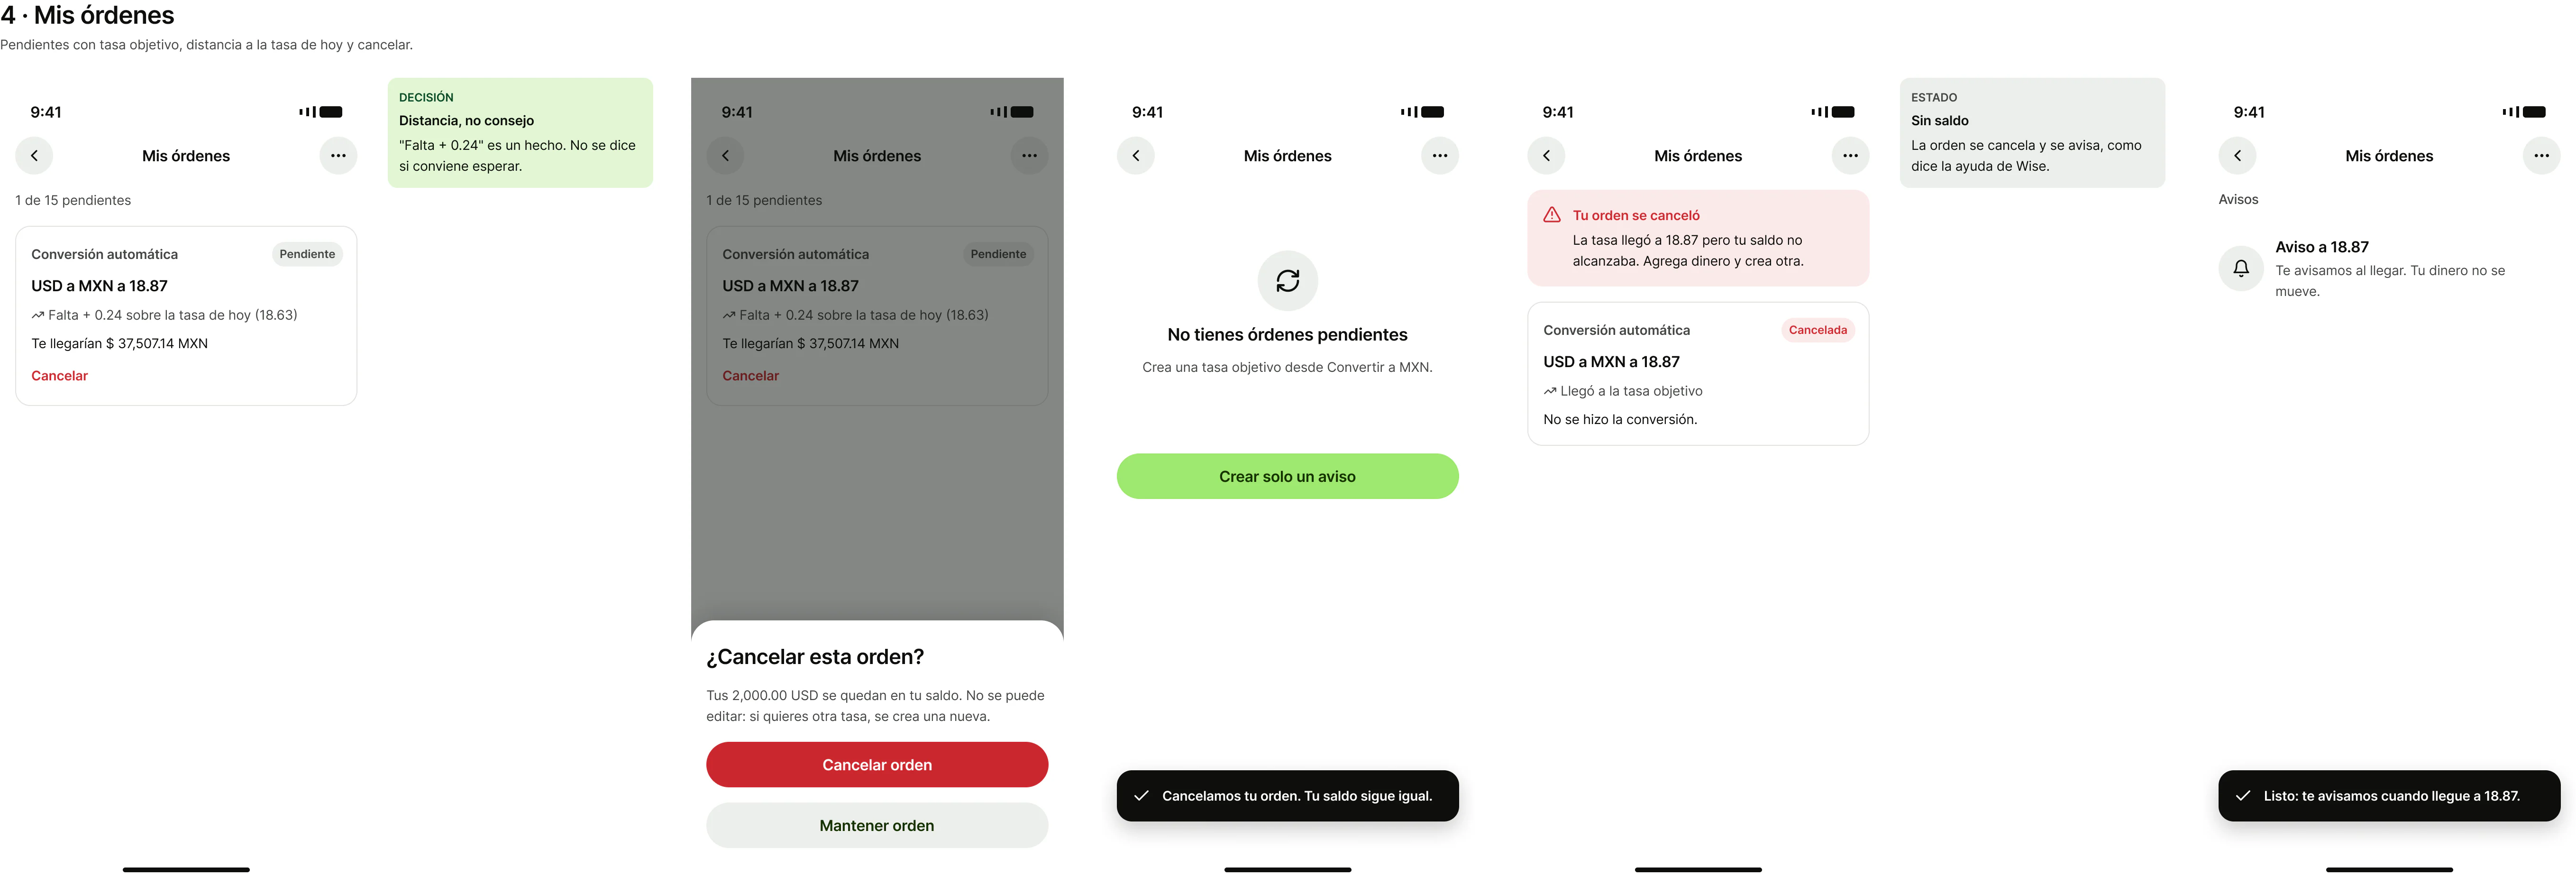 4 · Mis órdenes
Pendientes con tasa objetivo, distancia a la tasa de hoy y cancelar.
9:41
Mis órdenes
1 de 15 pendientes
Conversión automática
Pendiente
USD a MXN a 18.87
Falta + 0.24 sobre la tasa de hoy (18.63)
Te llegarían $ 37,507.14 MXN
Cancelar
DECISIÓN
Distancia, no consejo
"Falta + 0.24" es un hecho. No se dice
si conviene esperar.
9:41
Mis órdenes
1 de 15 pendientes
Conversión automática
Pendiente
USD a MXN a 18.87
Falta + 0.24 sobre la tasa de hoy (18.63)
Te llegarían $ 37,507.14 MXN
Cancelar
¿Cancelar esta orden?
Tus 2,000.00 USD se quedan en tu saldo. No se puede
editar: si quieres otra tasa, se crea una nueva.
Cancelar orden
Mantener orden
9:41
Mis órdenes
No tienes órdenes pendientes
Crea una tasa objetivo desde Convertir a MXN.
Crear solo un aviso
Cancelamos tu orden. Tu saldo sigue igual.
9:41
Mis órdenes
Tu orden se canceló
La tasa llegó a 18.87 pero tu saldo no
alcanzaba. Agrega dinero y crea otra.
Conversión automática
Cancelada
USD a MXN a 18.87
Llegó a la tasa objetivo
No se hizo la conversión.
ESTADO
Sin saldo
La orden se cancela y se avisa, como
dice la ayuda de Wise.
9:41
Mis órdenes
Avisos
Aviso a 18.87
Te avisamos al llegar. Tu dinero no se
mueve.
Listo: te avisamos cuando llegue a 18.87.